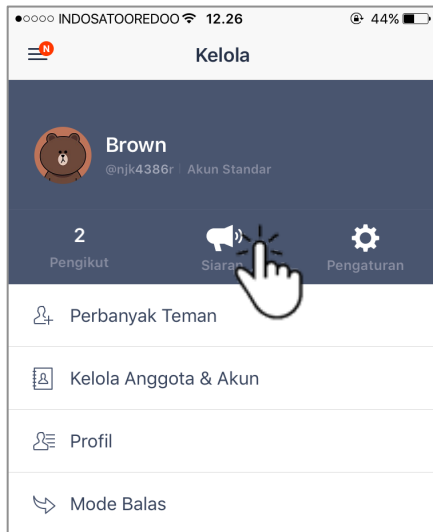 INDOSATOOREDOO 12.26 44%
N
Kelola
Brown
@njk4386r | Akun Standar
2
Pengikut
Siaran
Pengaturan
Perbanyak Teman
Kelola Anggota & Akun
Profil
Mode Balas